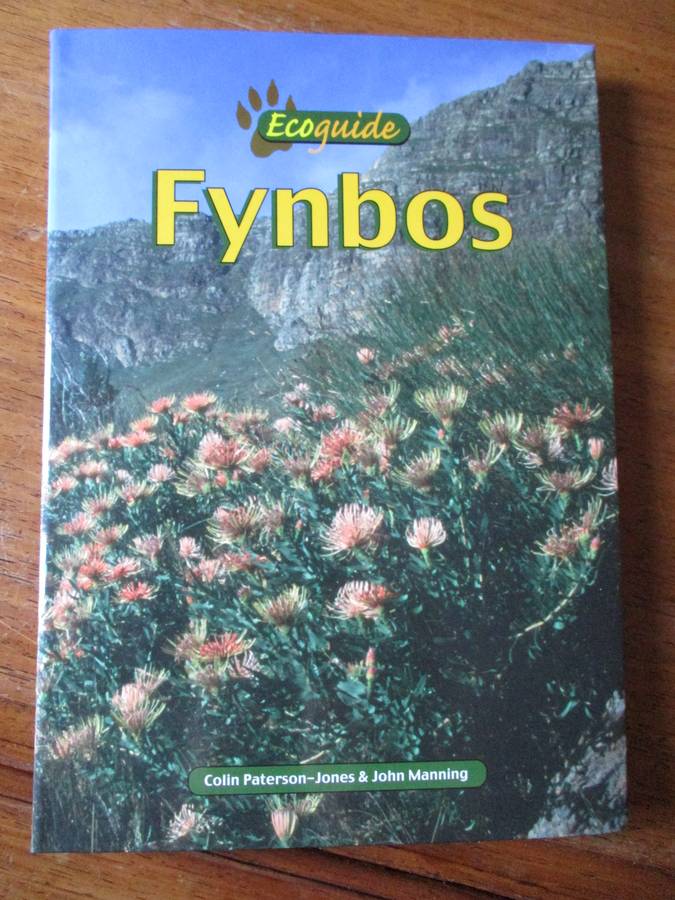 Ecoguide
Fynbos
Colin Paterson-Jones & John Manning